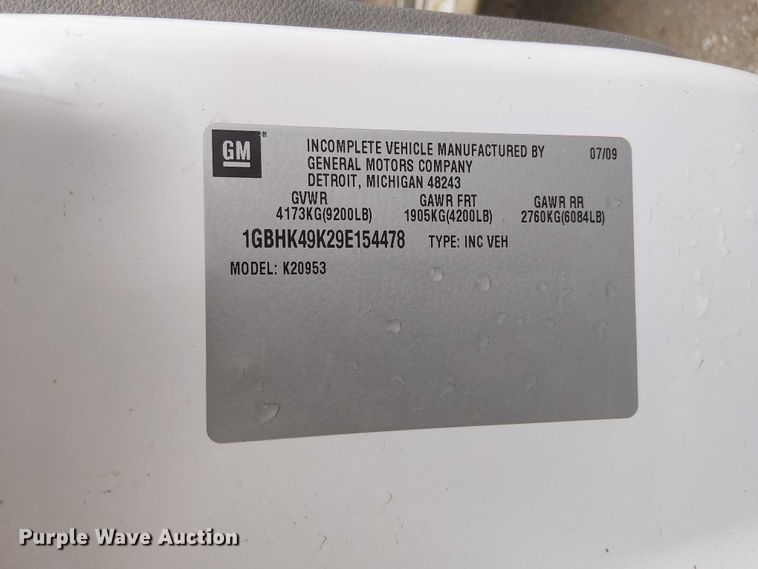 GM
INCOMPLETE VEHICLE MANUFACTURED BY 07/09
GENERAL MOTORS COMPANY
DETROIT, MICHIGAN 48243
GVWR GAWR FRT GAWR RR
4173KG(9200LB) 1905KG(4200LB) 2760KG(6084LB)
1GBHK49K29E154478 TYPE: INC VEH
MODEL: K20953
Purple Wave Auction